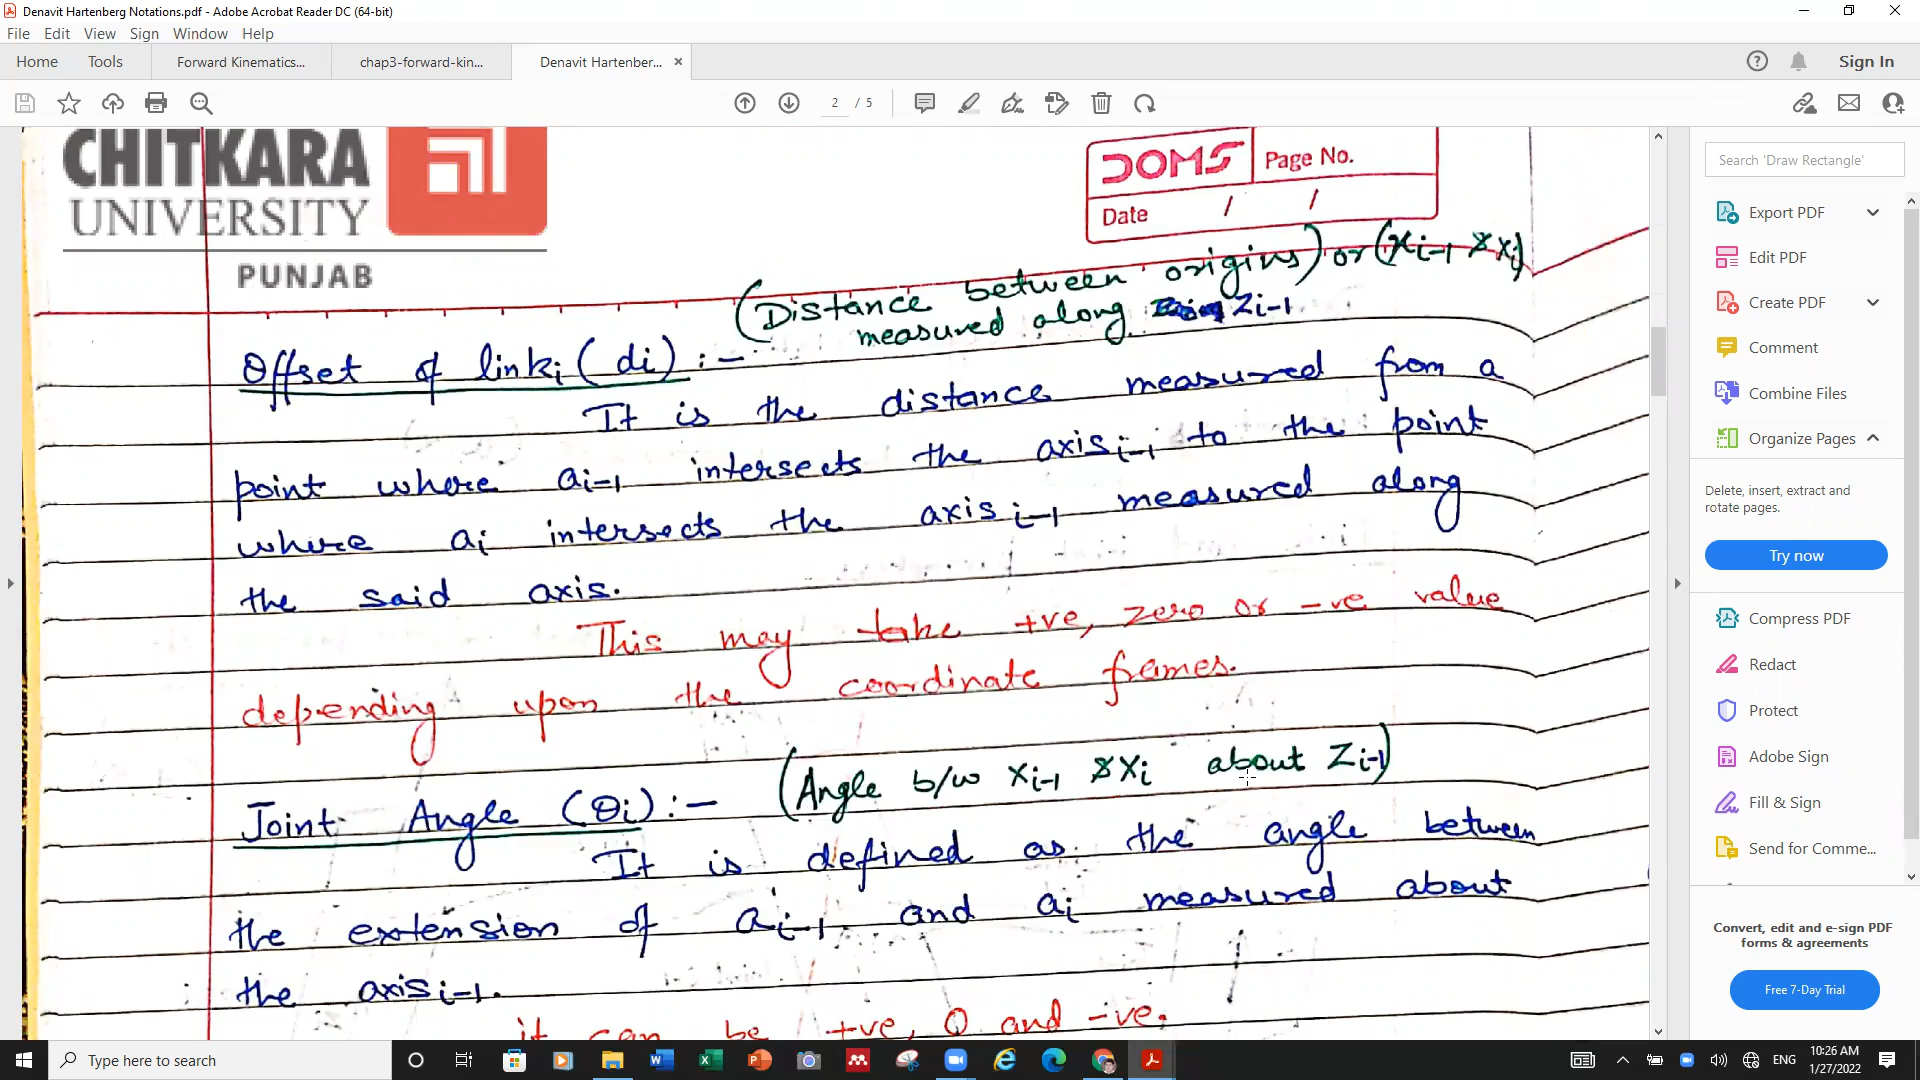 Denavit Hartenberg Notations.pdf - Adobe Acrobat Reader DC (64-bit)
File Edit View Sign Window Help
Home Tools Forward Kinematics... chap3-forward-kin... Denavit Hartenber... × Sign In
2 / 5
CHITKARA
UNIVERSITY
PUNJAB
DOMS Page No.
Date / /
(Distance between origins) or (Xi-1 & Xi)
measured along Zi-1
Offset of linki (di) :-
It is the distance measured from a
point where ai-1 intersects the axisi-1 to the point
where ai intersects the axisi-1 measured along
the said axis.
This may take +ve, zero or -ve value
depending upon the coordinate frames.
(Angle b/w Xi-1 & Xi about Zi-1)
Joint Angle (θi) :-
It is defined as the angle between
the extension of ai-1 and ai measured about
the axisi-1.
it can be +ve, 0 and -ve.
Search 'Draw Rectangle'
Export PDF
Edit PDF
Create PDF
Comment
Combine Files
Organize Pages
Delete, insert, extract and
rotate pages.
Try now
Compress PDF
Redact
Protect
Adobe Sign
Fill & Sign
Send for Comme...
Convert, edit and e-sign PDF
forms & agreements
Free 7-Day Trial
Type here to search
ENG
10:26 AM
1/27/2022